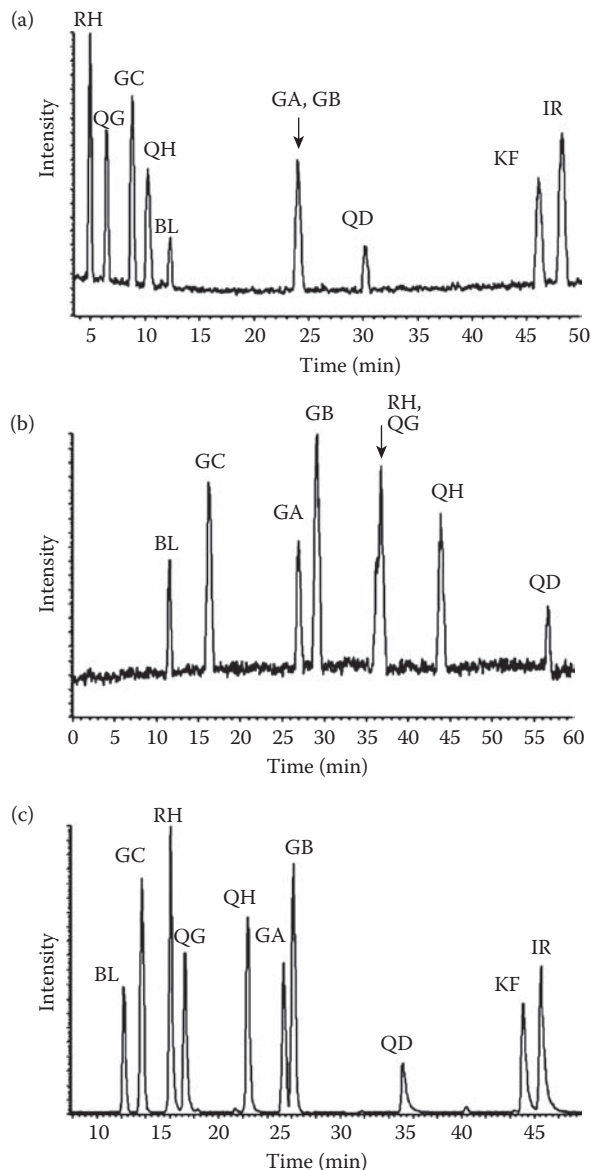 (a)
RH
GC
QG
QH
BL
GA, GB
QD
KF
IR
Intensity
5 10 15 20 25 30 35 40 45 50
Time (min)
(b)
BL
GC
GA
GB
RH,
QG
QH
QD
Intensity
0 5 10 15 20 25 30 35 40 45 50 55 60
Time (min)
(c)
BL
GC
RH
QG
QH
GA
GB
QD
KF
IR
Intensity
10 15 20 25 30 35 40 45
Time (min)